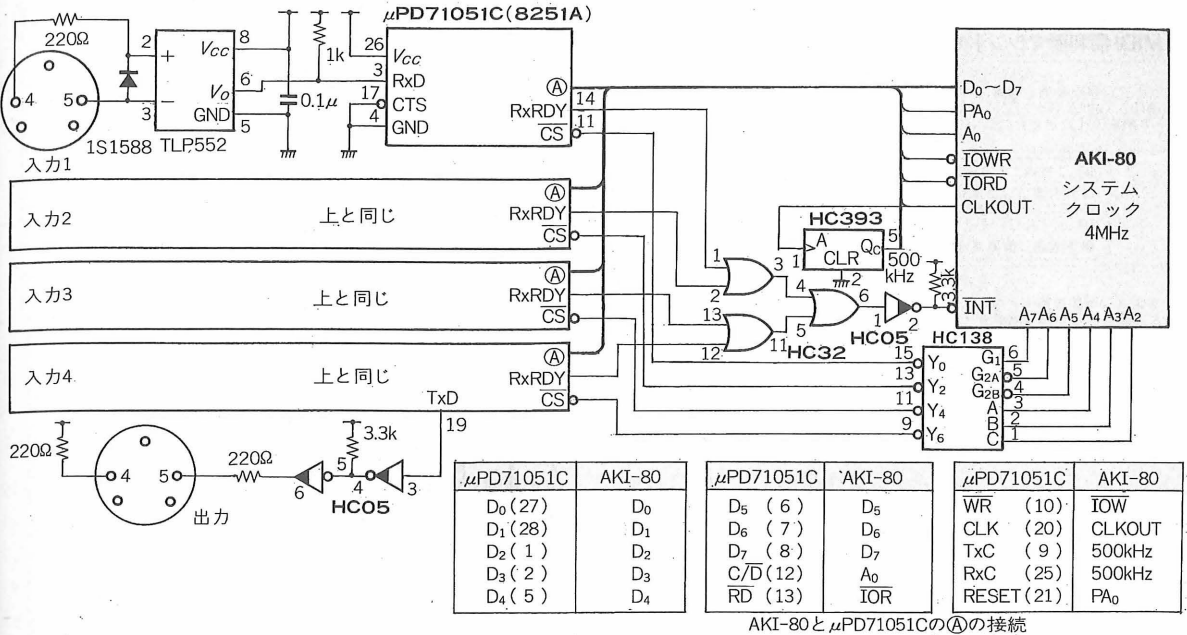 μPD71051C(8251A)
220Ω
2
+
VCC
8
6
VO
GND
5
−
3
4
5
1k
0.1μ
26
VCC
3
RxD
17
CTS
4
GND
Ⓐ
RxRDY
14
11
CS
1S1588
TLP552
入力1
入力2
上と同じ
Ⓐ
RxRDY
CS
入力3
上と同じ
Ⓐ
RxRDY
CS
入力4
上と同じ
Ⓐ
RxRDY
TxD
CS
19
D0~D7
PA0
A0
IOWR
IORD
CLKOUT
INT
AKI-80
システム
クロック
4MHz
A7 A6 A5 A4 A3 A2
HC393
A
QC
5
1
CLR
2
500
kHz
3.3k
1
2
3
13
12
11
4
5
6
HC32
1
2
HC05
HC138
15
Y0
13
Y2
11
Y4
9
Y6
G1
6
G2A
5
G2B
4
A
3
B
2
C
1
220Ω
4
5
220Ω
出力
6
5
3.3k
4
3
HC05
μPD71051C AKI-80
D0(27) D0
D1(28) D1
D2( 1 ) D2
D3( 2 ) D3
D4( 5 ) D4
μPD71051C AKI-80
D5 ( 6 ) D5
D6 ( 7 ) D6
D7 ( 8 ) D7
C/D(12) A0
RD (13) IOR
μPD71051C AKI-80
WR (10) IOW
CLK (20) CLKOUT
TxC ( 9 ) 500kHz
RxC (25) 500kHz
RESET(21) PA0
AKI-80とμPD71051CのⒶの接続